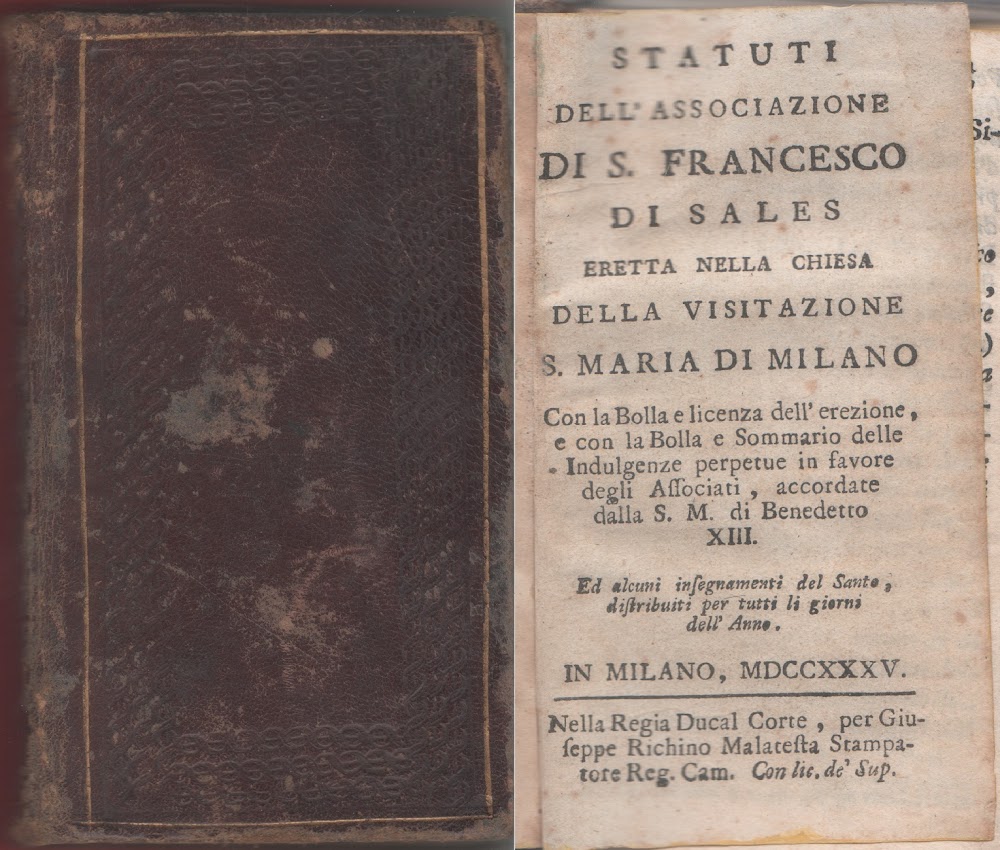 STATUTI
DELL'ASSOCIAZIONE
DI S. FRANCESCO
DI SALES
ERETTA NELLA CHIESA
DELLA VISITAZIONE
S. MARIA DI MILANO
Con la Bolla e licenza dell' erezione,
e con la Bolla e Sommario delle
Indulgenze perpetue in favore
degli Aſſociati, accordate
dalla S. M. di Benedetto
XIII.
Ed alcuni inſegnamenti del Santo,
diſtribuiti per tutti li giorni
dell' Anno.
IN MILANO, MDCCXXXV.
Nella Regia Ducal Corte, per Giu-
ſeppe Richino Malateſta Stampa-
tore Reg. Cam. Con lic. de' Sup.